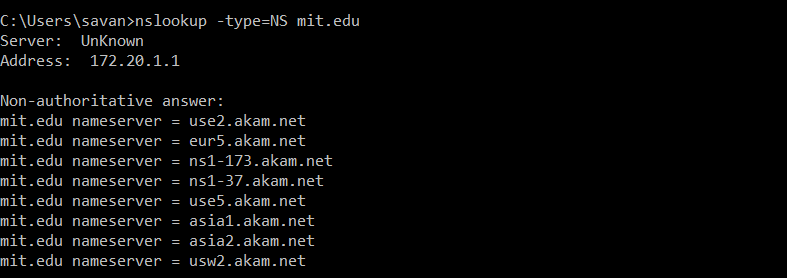 C:\Users\savan>nslookup -type=NS mit.edu
Server:  UnKnown
Address:  172.20.1.1

Non-authoritative answer:
mit.edu nameserver = use2.akam.net
mit.edu nameserver = eur5.akam.net
mit.edu nameserver = ns1-173.akam.net
mit.edu nameserver = ns1-37.akam.net
mit.edu nameserver = use5.akam.net
mit.edu nameserver = asia1.akam.net
mit.edu nameserver = asia2.akam.net
mit.edu nameserver = usw2.akam.net